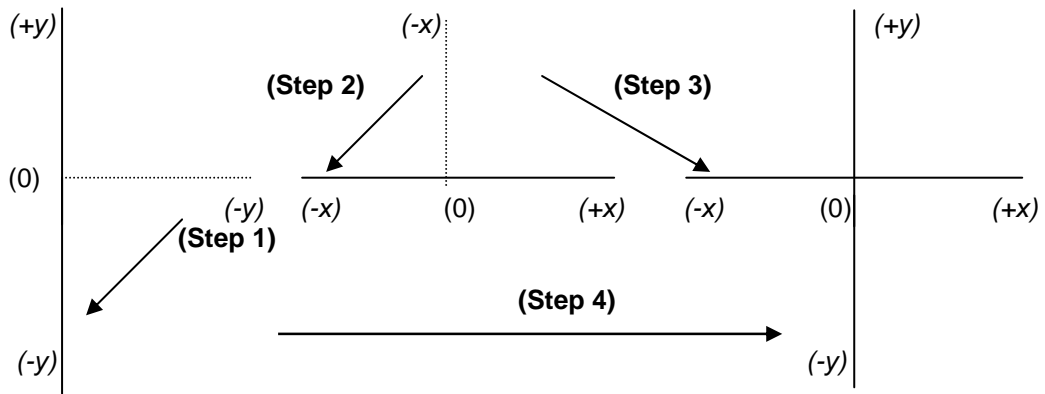 (+y) (-x) (+y)
(Step 2) (Step 3)
(0)
(-y) (-x) (0) (+x) (-x) (0) (+x)
(Step 1)
(Step 4)
(-y) (-y)